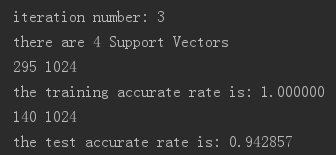 iteration number: 3
there are 4 Support Vectors
295 1024
the training accurate rate is: 1.000000
140 1024
the test accurate rate is: 0.942857